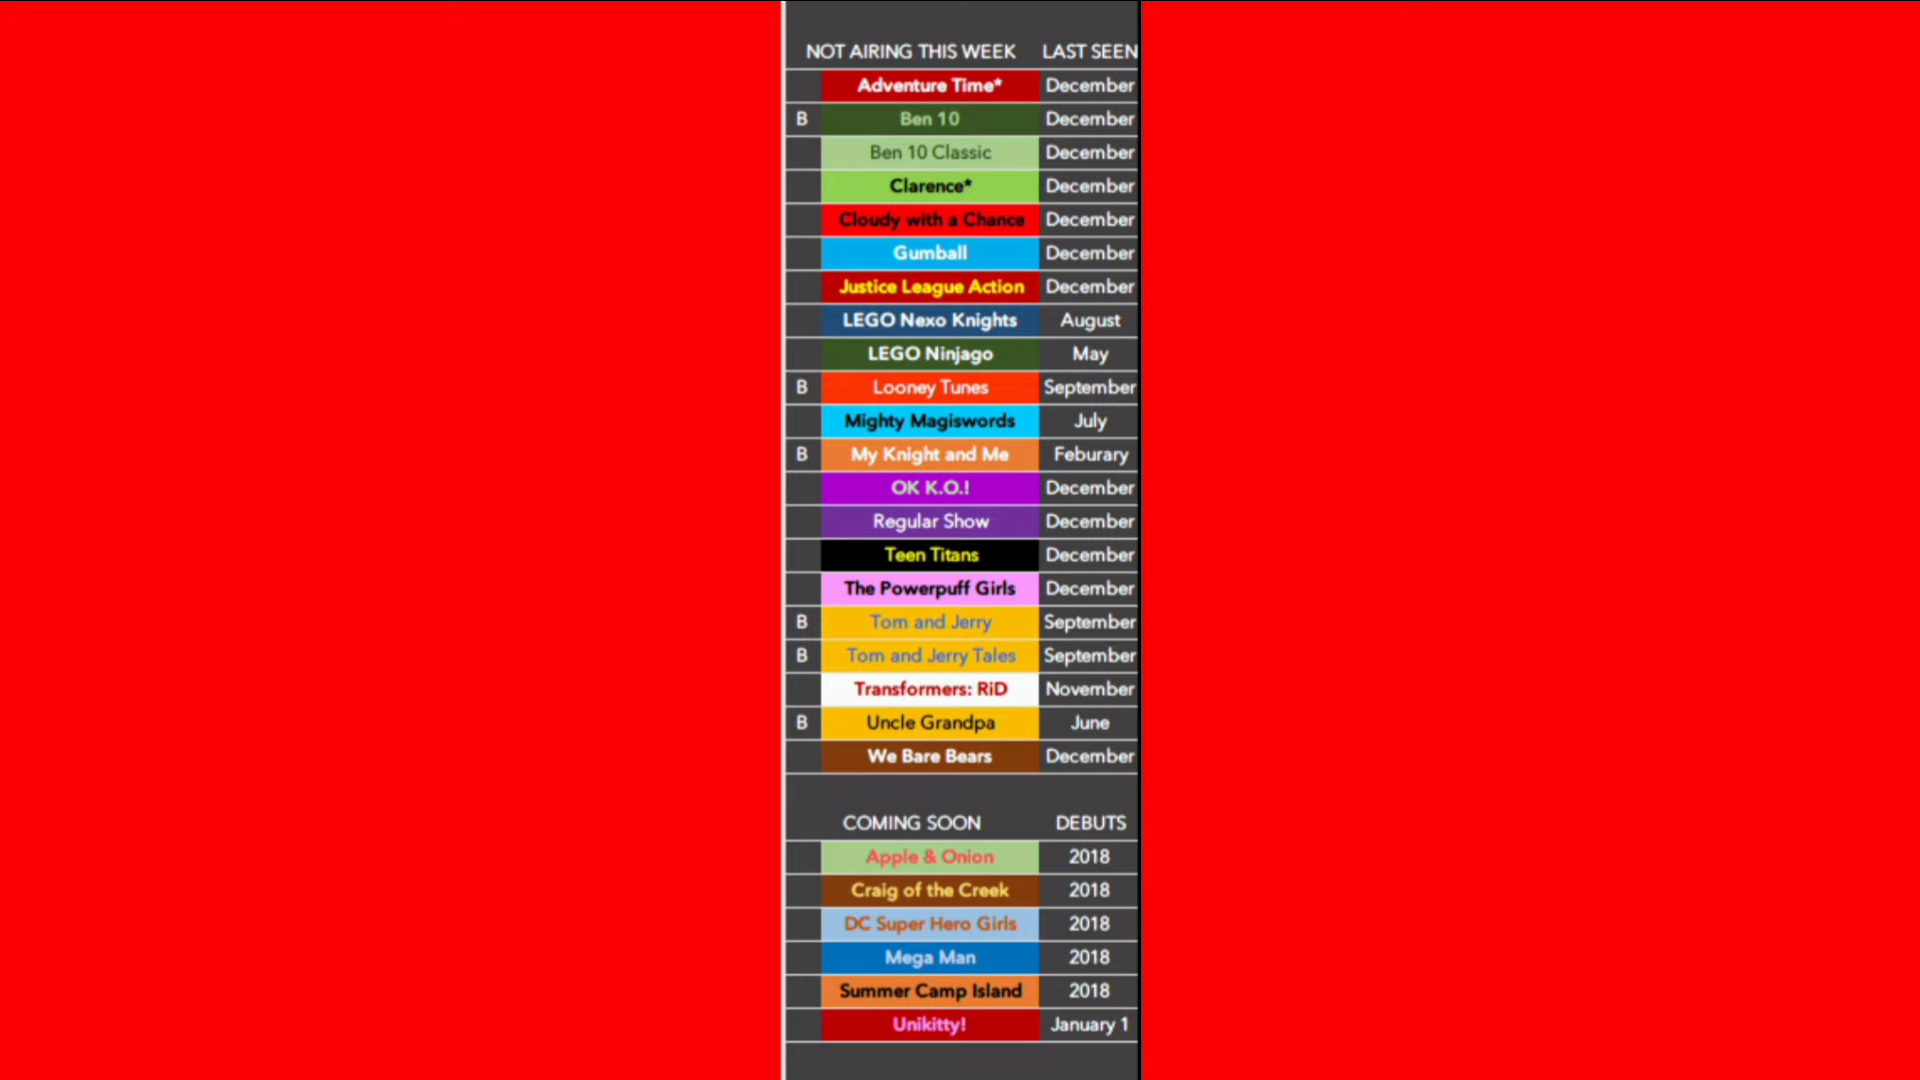 NOT AIRING THIS WEEK LAST SEEN
Adventure Time* December
B Ben 10 December
Ben 10 Classic December
Clarence* December
Cloudy with a Chance December
Gumball December
Justice League Action December
LEGO Nexo Knights August
LEGO Ninjago May
B Looney Tunes September
Mighty Magiswords July
B My Knight and Me Feburary
OK K.O.! December
Regular Show December
Teen Titans December
The Powerpuff Girls December
B Tom and Jerry September
B Tom and Jerry Tales September
Transformers: RiD November
B Uncle Grandpa June
We Bare Bears December
COMING SOON DEBUTS
Apple & Onion 2018
Craig of the Creek 2018
DC Super Hero Girls 2018
Mega Man 2018
Summer Camp Island 2018
Unikitty! January 1